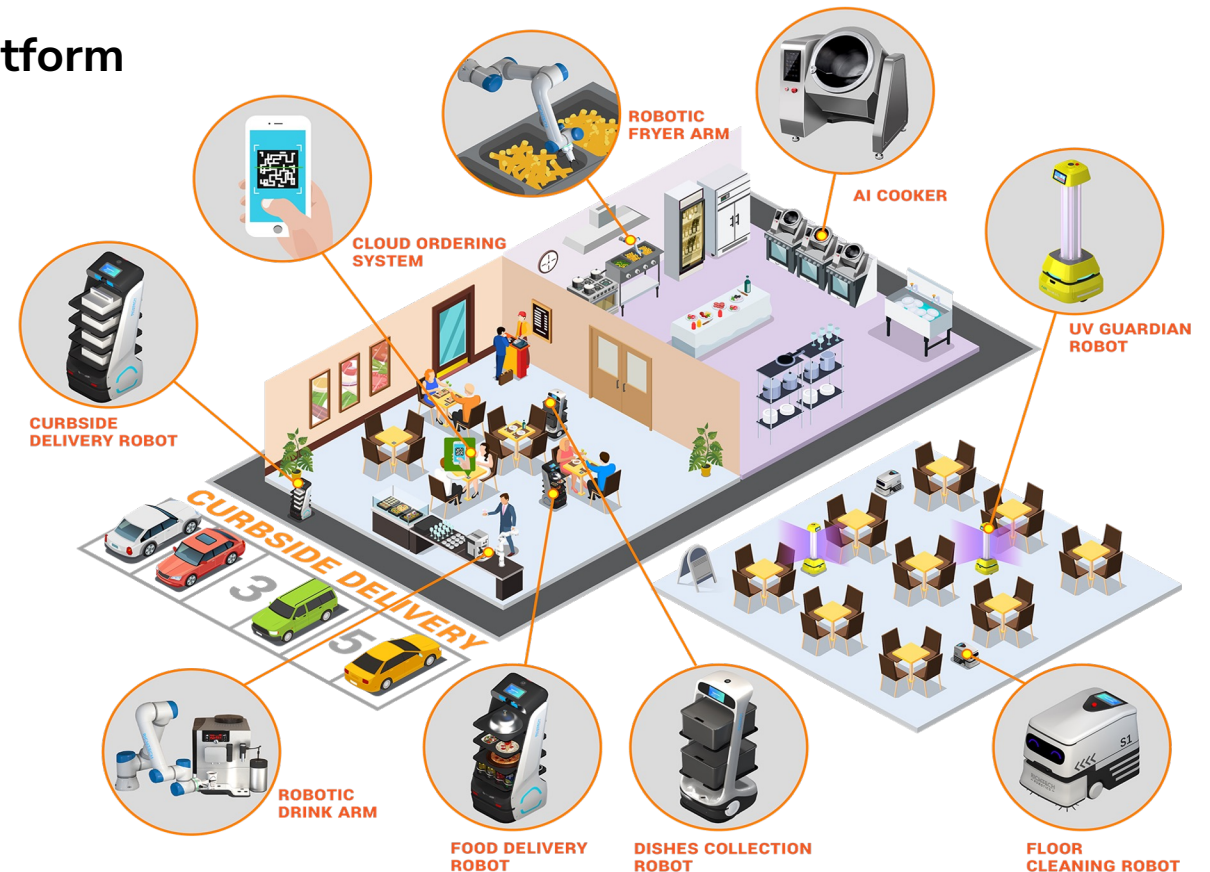 tform
ROBOTIC
FRYER ARM
AI COOKER
CLOUD ORDERING
SYSTEM
UV GUARDIAN
ROBOT
CURBSIDE
DELIVERY ROBOT
CURBSIDE DELIVERY
3
5
S1
ROBOTIC
DRINK ARM
FOOD DELIVERY
ROBOT
DISHES COLLECTION
ROBOT
FLOOR
CLEANING ROBOT